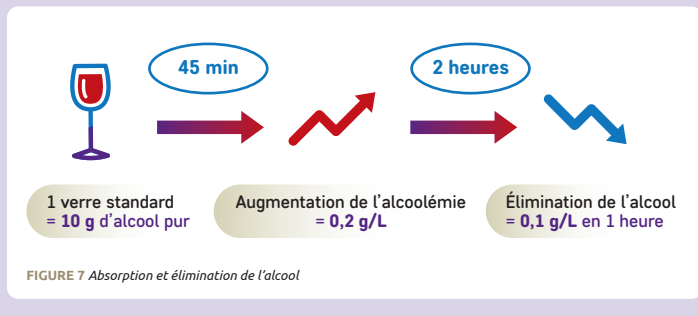 45 min
2 heures
1 verre standard
= 10 g d'alcool pur
Augmentation de l'alcoolémie
= 0,2 g/L
Élimination de l'alcool
= 0,1 g/L en 1 heure
FIGURE 7 Absorption et élimination de l'alcool